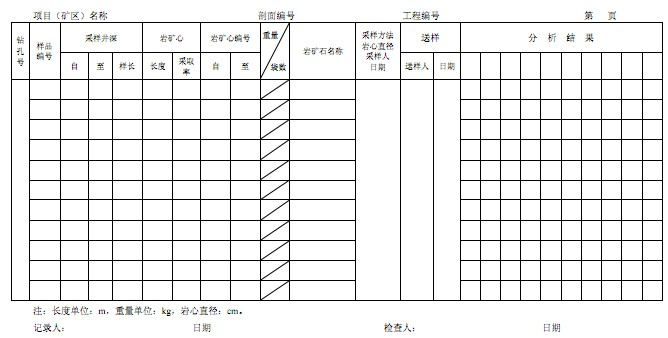 项目（矿区）名称 剖面编号 工程编号 第 页
钻孔号 样品编号 采样井深 岩矿心 岩矿心编号 重量 袋数 岩矿石名称 采样方法 岩心直径 采样人 日期 送样 分 析 结 果
自 至 样长 长度 采取率 自 至 送样人 日期
注：长度单位：m，重量单位：kg，岩心直径：cm。
记录人： 日期 检查人： 日期